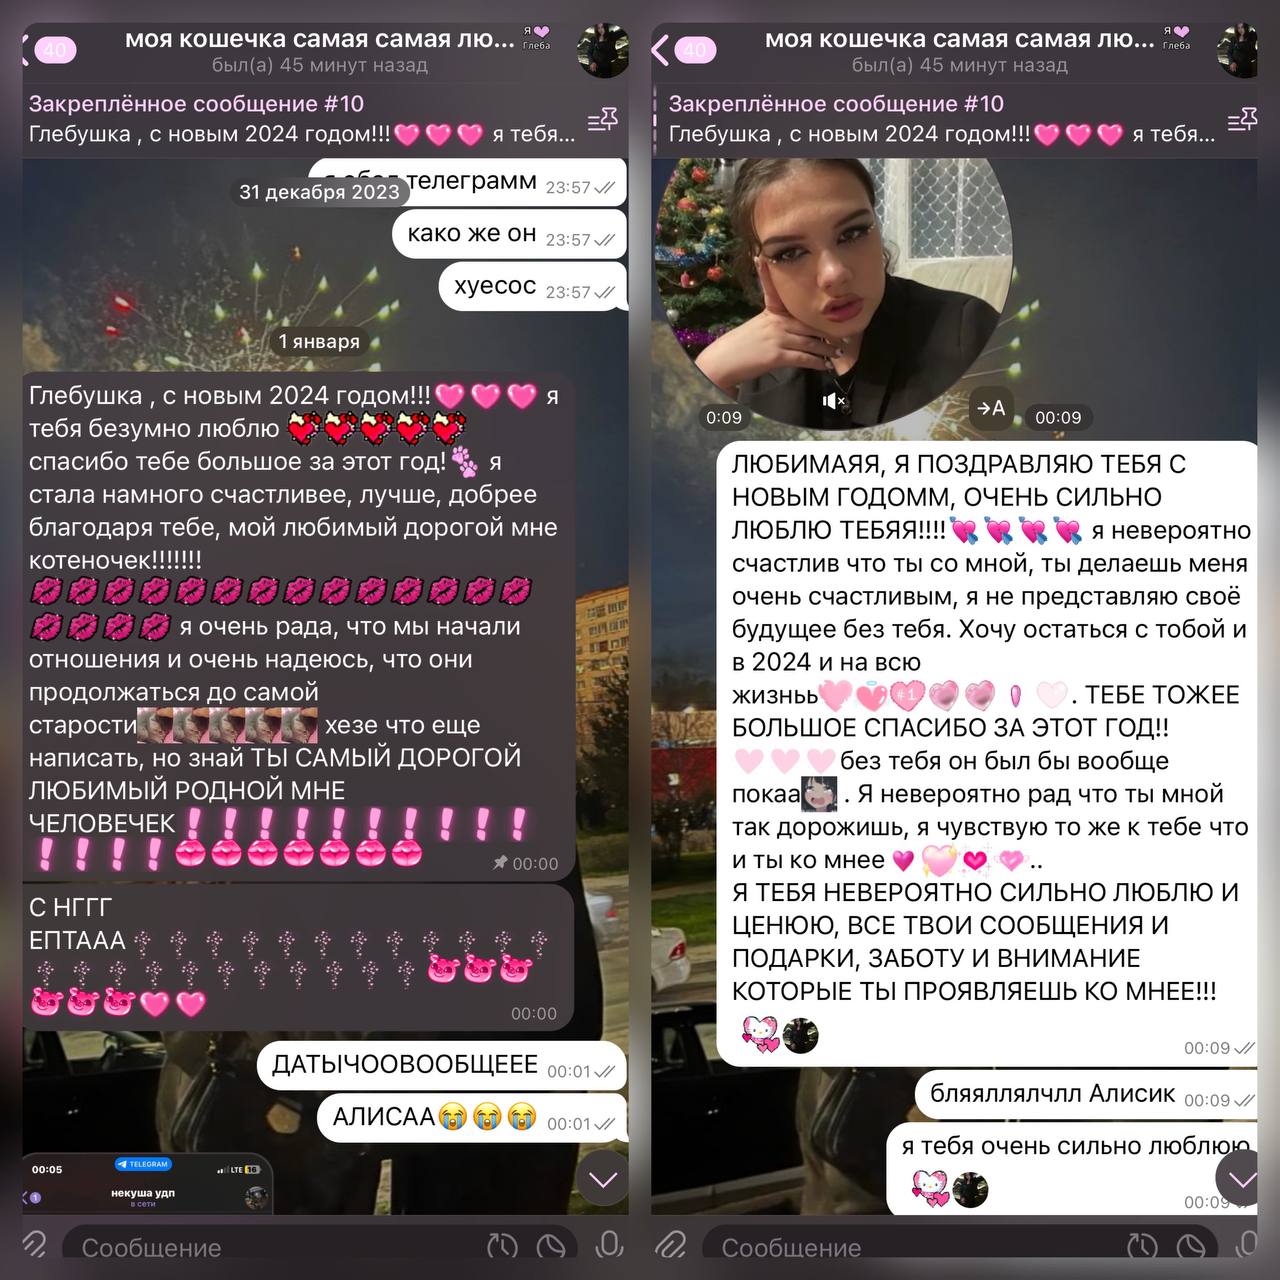 40
моя кошечка самая самая лю...
Я
Глеба
был(а) 45 минут назад
Закреплённое сообщение #10
Глебушка , с новым 2024 годом!!! я тебя...
телеграмм 23:57
31 декабря 2023
како же он 23:57
хуесос 23:57
1 января
Глебушка , с новым 2024 годом!!! я
тебя безумно люблю
спасибо тебе большое за этот год! я
стала намного счастливее, лучше, добрее
благодаря тебе, мой любимый дорогой мне
котеночек!!!!!!!
я очень рада, что мы начали
отношения и очень надеюсь, что они
продолжаться до самой
старости хезе что еще
написать, но знай ТЫ САМЫЙ ДОРОГОЙ
ЛЮБИМЫЙ РОДНОЙ МНЕ
ЧЕЛОВЕЧЕК
00:00
С НГГГ
ЕПТААА
00:00
ДАТЫЧООВООБЩЕЕЕ 00:01
АЛИСАА😭😭😭 00:01
00:05
TELEGRAM
LTE 16
1
некуша удп
в сети
Сообщение
40
моя кошечка самая самая лю...
Я
Глеба
был(а) 45 минут назад
Закреплённое сообщение #10
Глебушка , с новым 2024 годом!!! я тебя...
0:09
→A
00:09
ЛЮБИМАЯЯ, Я ПОЗДРАВЛЯЮ ТЕБЯ С
НОВЫМ ГОДОММ, ОЧЕНЬ СИЛЬНО
ЛЮБЛЮ ТЕБЯЯ!!!! я невероятно
счастлив что ты со мной, ты делаешь меня
очень счастливым, я не представляю своё
будущее без тебя. Хочу остаться с тобой и
в 2024 и на всю
жизньь #1 . ТЕБЕ ТОЖЕЕ
БОЛЬШОЕ СПАСИБО ЗА ЭТОТ ГОД!!
без тебя он был бы вообще
покаа . Я невероятно рад что ты мной
так дорожишь, я чувствую то же к тебе что
и ты ко мнее ..
Я ТЕБЯ НЕВЕРОЯТНО СИЛЬНО ЛЮБЛЮ И
ЦЕНЮЮ, ВСЕ ТВОИ СООБЩЕНИЯ И
ПОДАРКИ, ЗАБОТУ И ВНИМАНИЕ
КОТОРЫЕ ТЫ ПРОЯВЛЯЕШЬ КО МНЕЕ!!!
00:09
бляяллялчлл Алисик 00:09
я тебя очень сильно люблюю
00:09
Сообщение